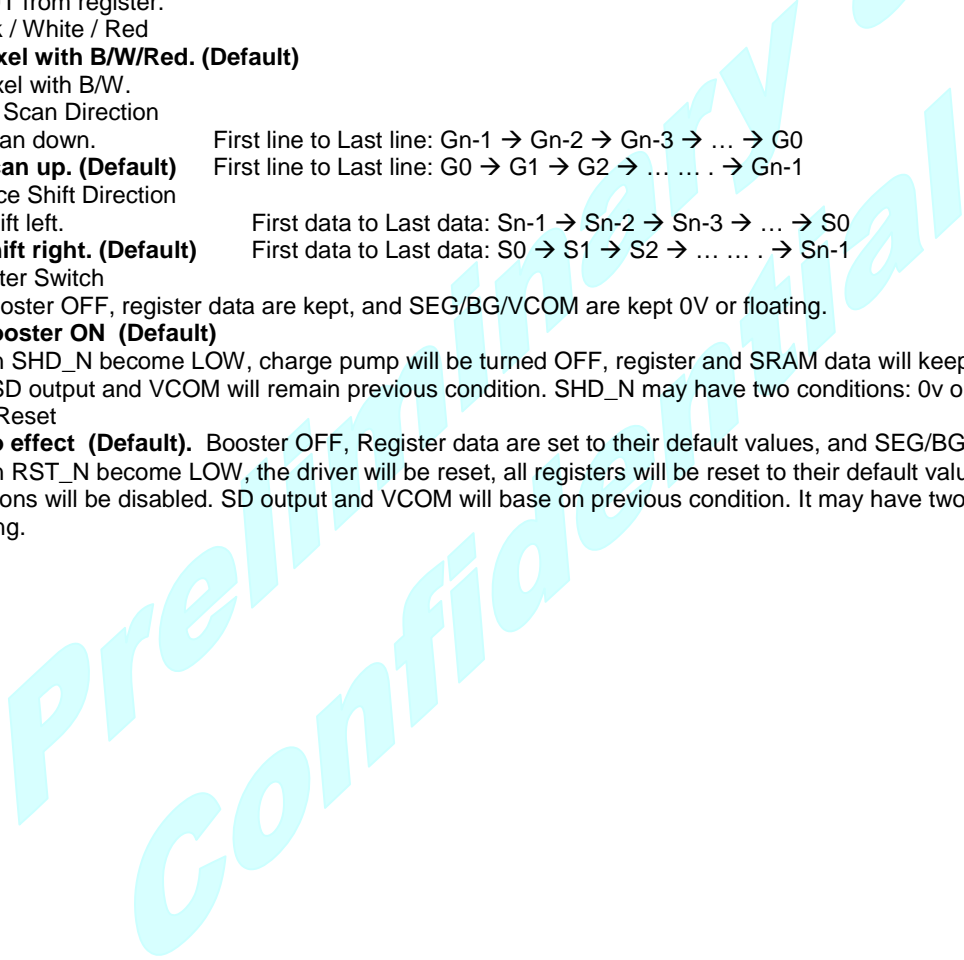 from register.
/ White / Red
xel with B/W/Red. (Default)
xel with B/W.
Scan Direction
an down. First line to Last line: Gn-1 → Gn-2 → Gn-3 → … → G0
can up. (Default) First line to Last line: G0 → G1 → G2 → … … . → Gn-1
ce Shift Direction
ift left. First data to Last data: Sn-1 → Sn-2 → Sn-3 → … → S0
hift right. (Default) First data to Last data: S0 → S1 → S2 → … … . → Sn-1
ter Switch
oster OFF, register data are kept, and SEG/BG/VCOM are kept 0V or floating.
ooster ON (Default)
n SHD_N become LOW, charge pump will be turned OFF, register and SRAM data will keep
SD output and VCOM will remain previous condition. SHD_N may have two conditions: 0v o
Reset
o effect (Default). Booster OFF, Register data are set to their default values, and SEG/BG
n RST_N become LOW, the driver will be reset, all registers will be reset to their default valu
ons will be disabled. SD output and VCOM will base on previous condition. It may have two
ng.
Preliminary
Confidential